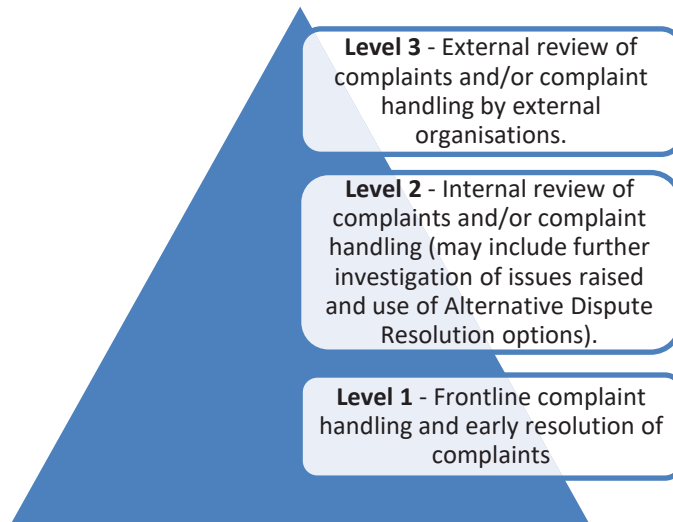 Level 3 - External review of
complaints and/or complaint
handling by external
organisations.
Level 2 - Internal review of
complaints and/or complaint
handling (may include further
investigation of issues raised
and use of Alternative Dispute
Resolution options).
Level 1 - Frontline complaint
handling and early resolution of
complaints